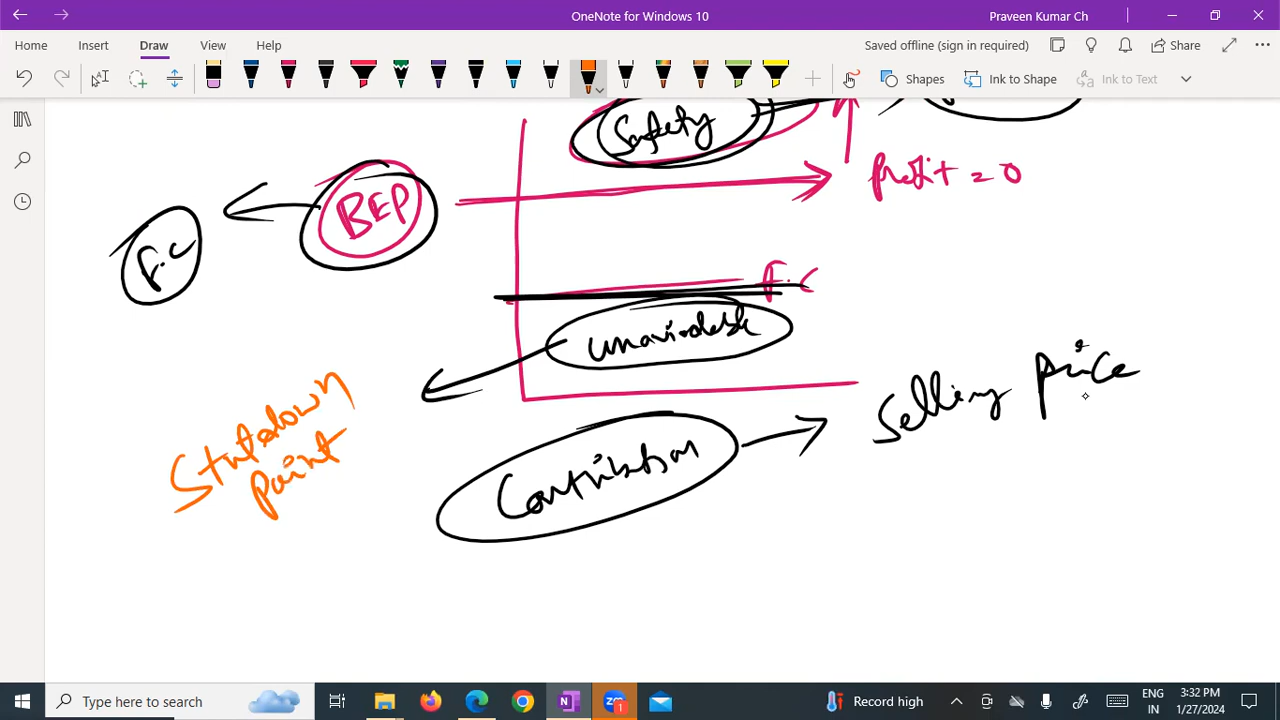 OneNote for Windows 10
Praveen Kumar Ch
Home
Insert
Draw
View
Help
Saved offline (sign in required)
Share
Shapes
Ink to Shape
Ink to Text
Safety
profit = 0
BEP
F.C
F.C
unavoidable
Selling price
Shutdown
point
Contribution
Type here to search
Record high
ENG
IN
3:32 PM
1/27/2024
1